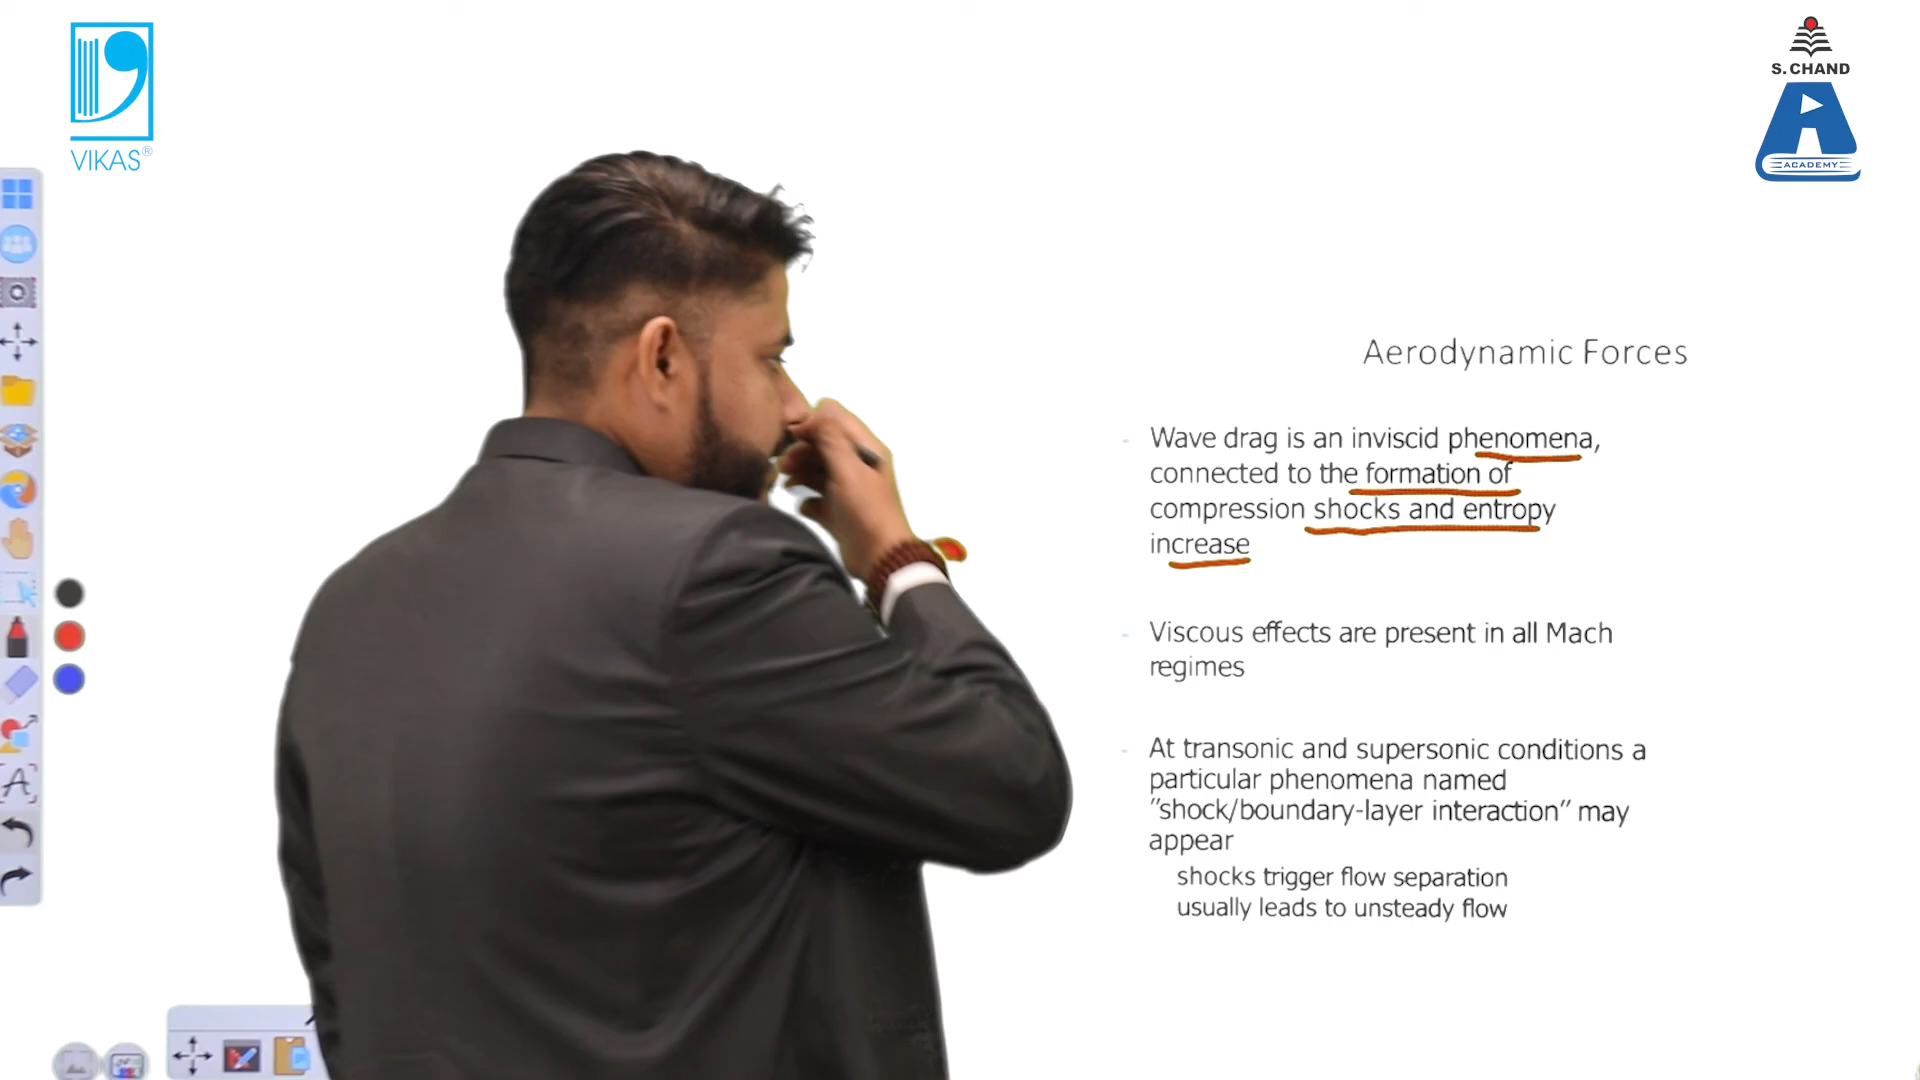 VIKAS®
S. CHAND
ACADEMY
Aerodynamic Forces
- Wave drag is an inviscid phenomena,
connected to the formation of
compression shocks and entropy
increase
- Viscous effects are present in all Mach
regimes
- At transonic and supersonic conditions a
particular phenomena named
"shock/boundary-layer interaction" may
appear
shocks trigger flow separation
usually leads to unsteady flow